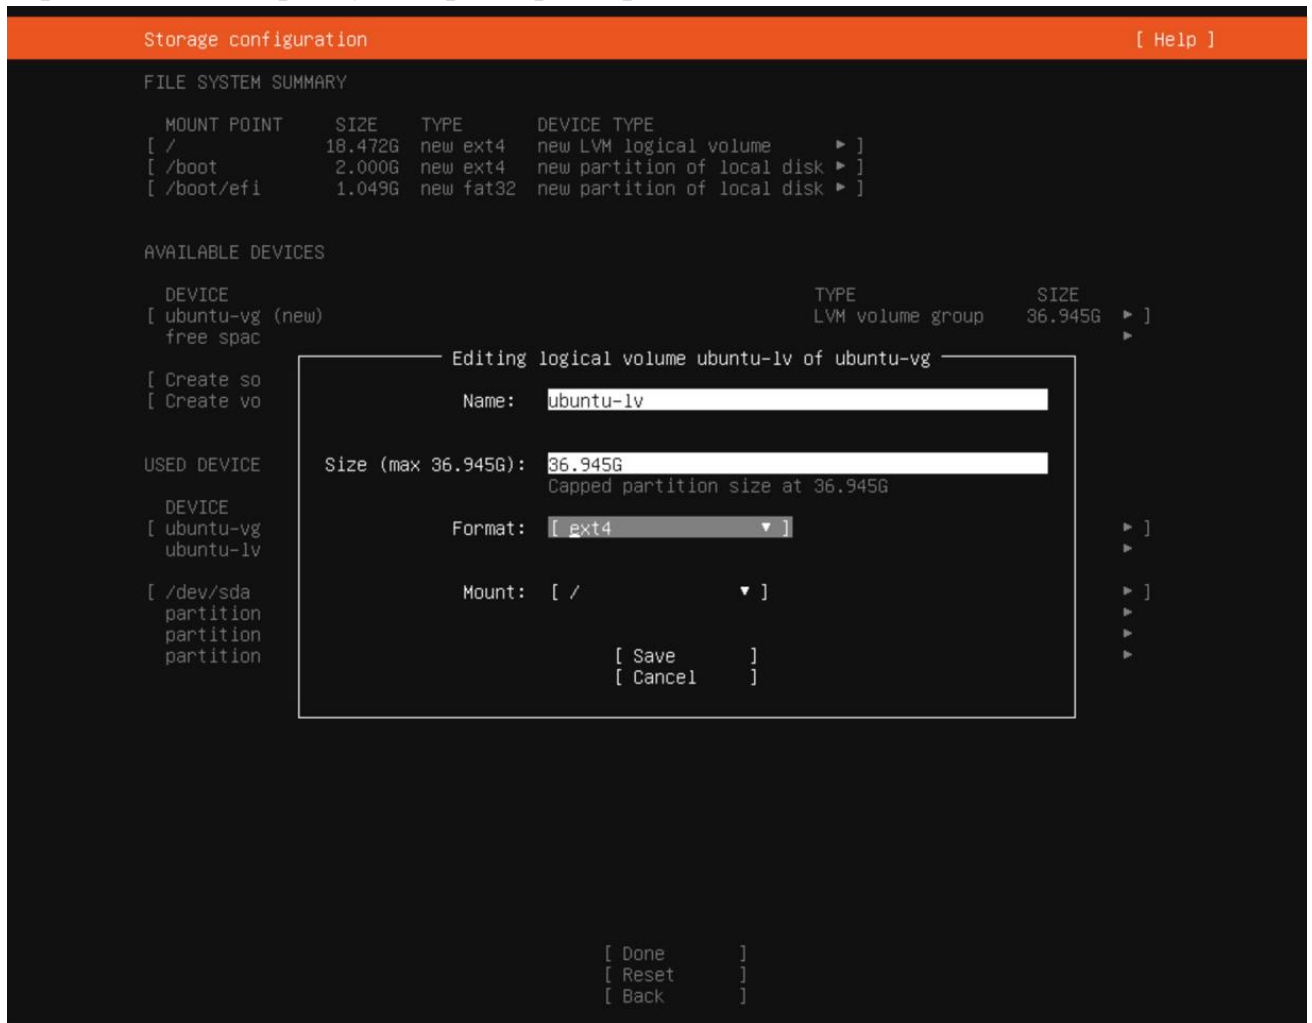 Storage configuration [ Help ]
FILE SYSTEM SUMMARY
MOUNT POINT SIZE TYPE DEVICE TYPE
[ / 18.472G new ext4 new LVM logical volume ▸ ]
[ /boot 2.000G new ext4 new partition of local disk ▸ ]
[ /boot/efi 1.049G new fat32 new partition of local disk ▸ ]
AVAILABLE DEVICES
DEVICE TYPE SIZE
[ ubuntu-vg (new) LVM volume group 36.945G ▸ ]
free spac ▸
Editing logical volume ubuntu-lv of ubuntu-vg
[ Create so
[ Create vo Name: ubuntu-lv
USED DEVICE Size (max 36.945G): 36.945G
Capped partition size at 36.945G
DEVICE
[ ubuntu-vg Format: [ ext4 ▾ ] ▸ ]
ubuntu-lv ▸
[ /dev/sda Mount: [ / ▾ ] ▸ ]
partition ▸
partition ▸
partition [ Save ] ▸
[ Cancel ]
[ Done ]
[ Reset ]
[ Back ]